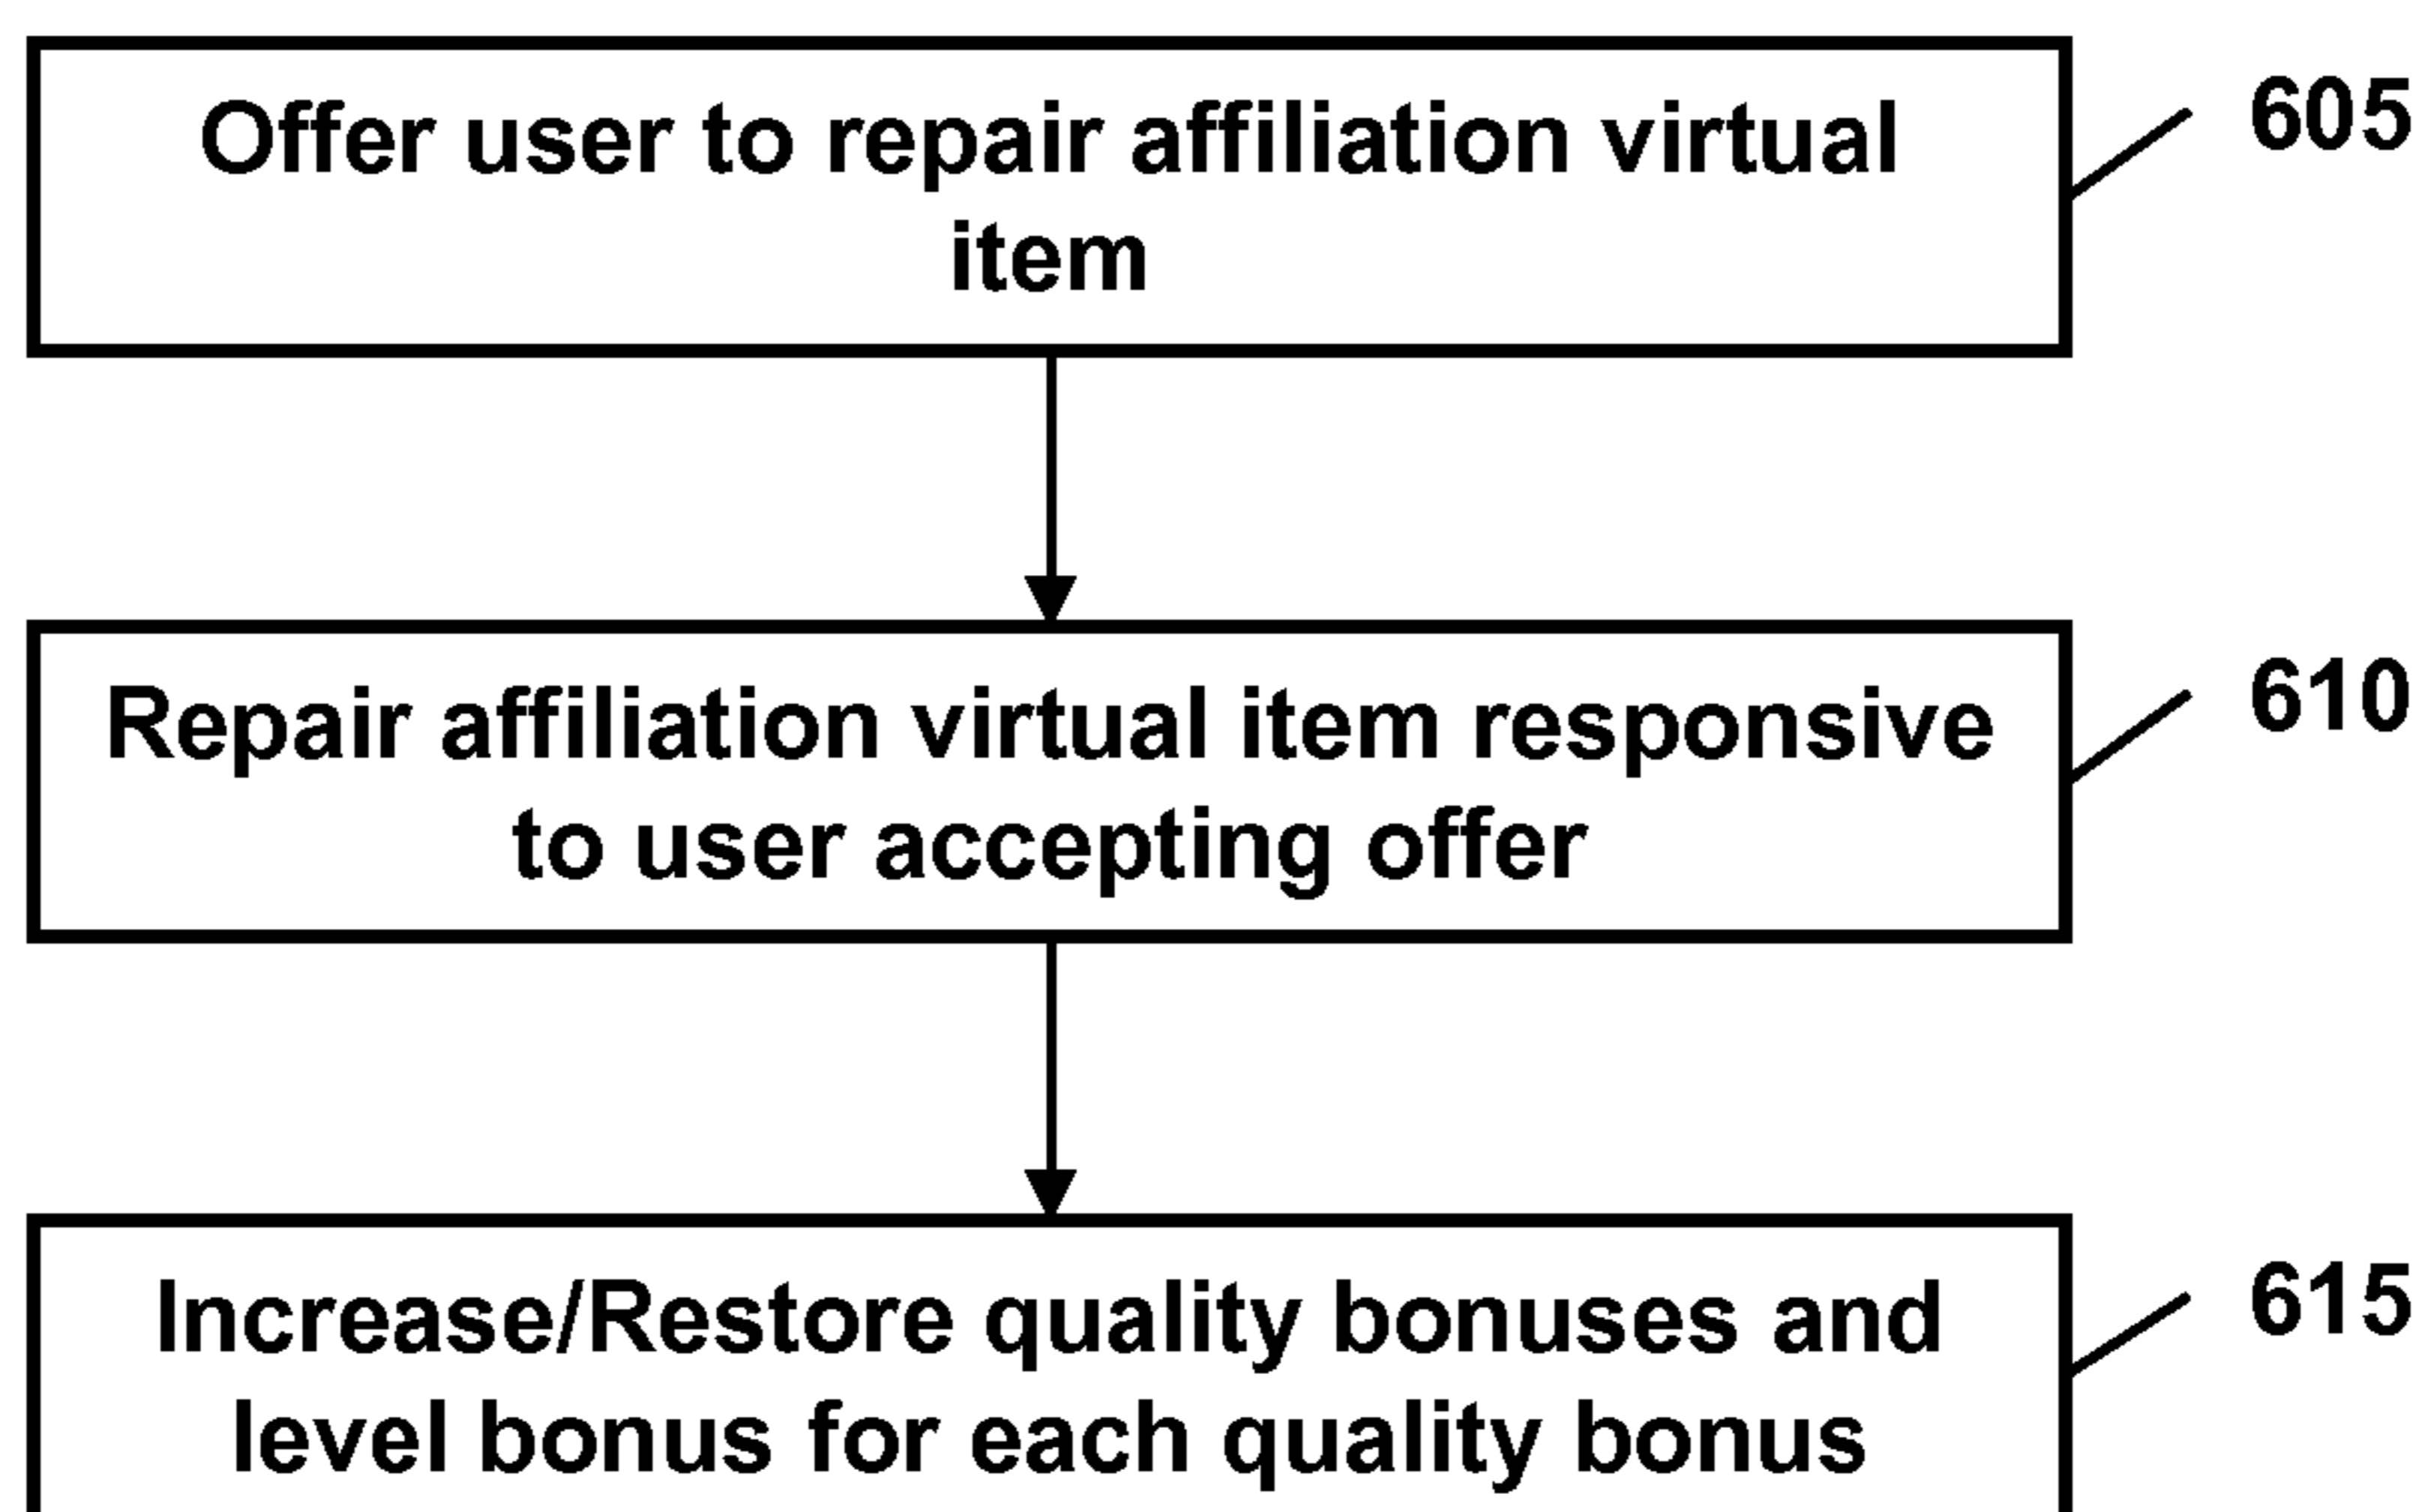 Offer user to repair affiliation virtual
item
605
Repair affiliation virtual item responsive
to user accepting offer
610
Increase/Restore quality bonuses and
level bonus for each quality bonus
615